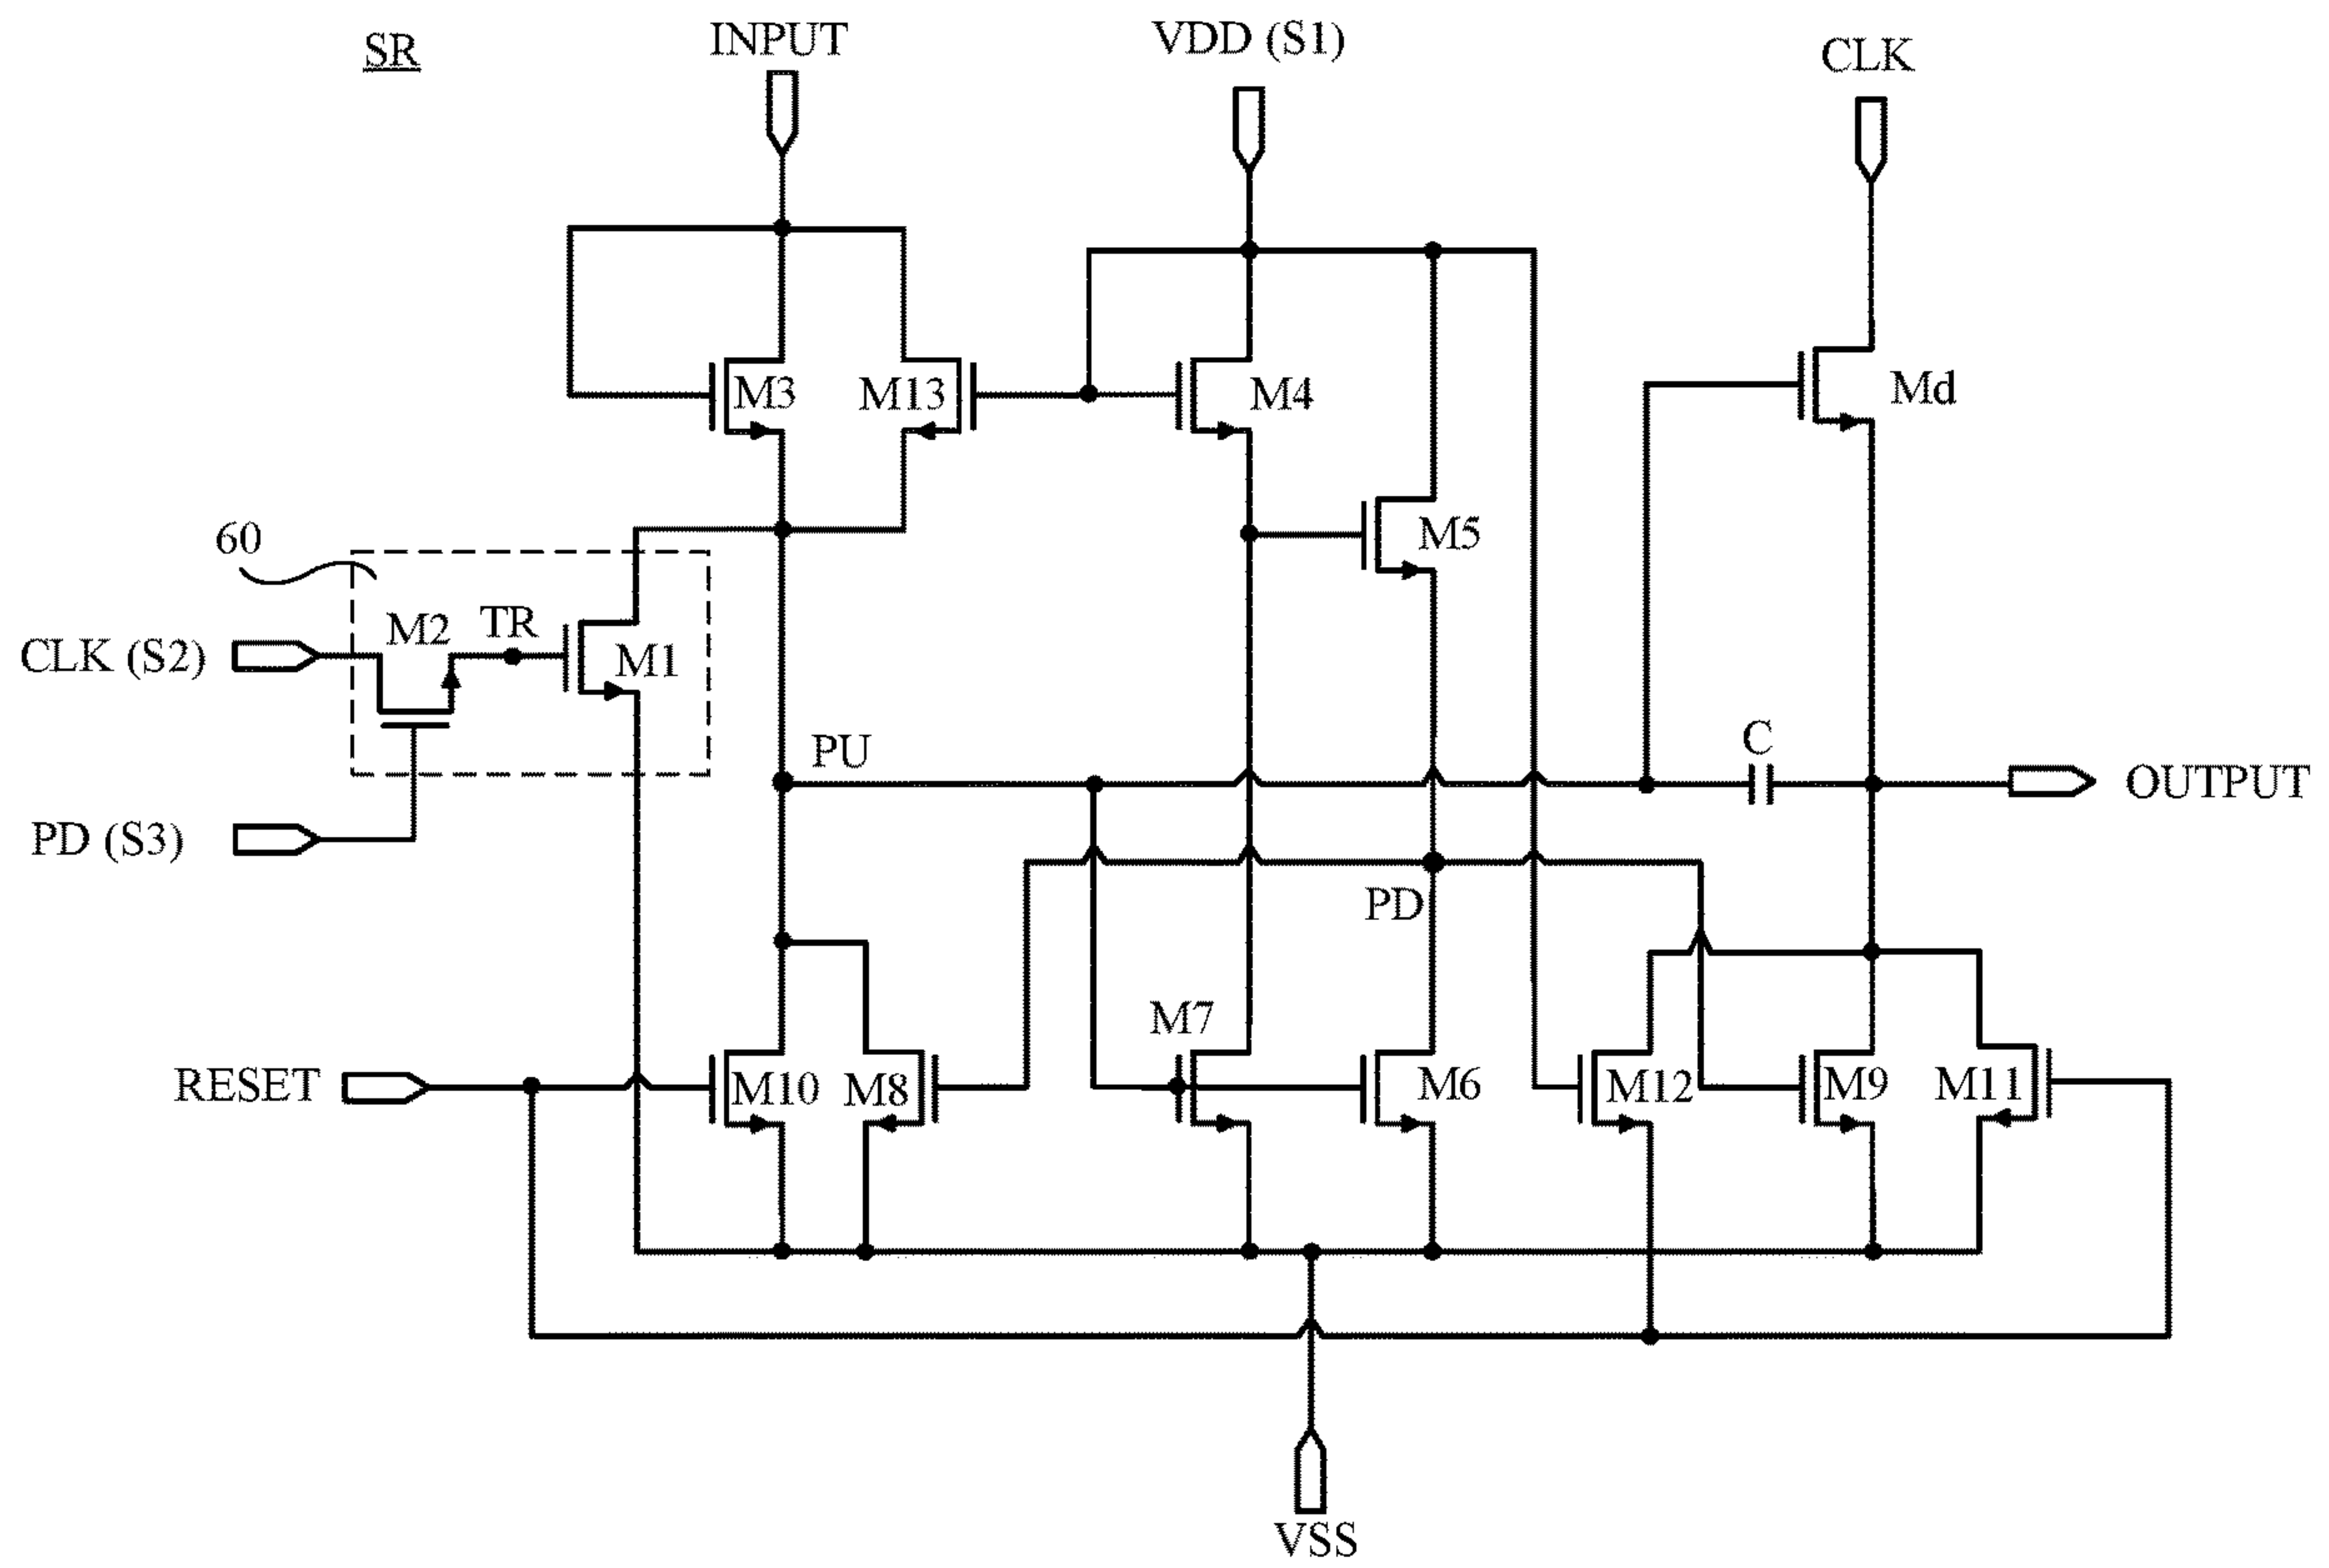 SR
INPUT
VDD (S1)
CLK
M3
M13
M4
Md
M5
60
M2
TR
M1
CLK (S2)
PU
C
OUTPUT
PD (S3)
PD
M7
RESET
M10
M8
M6
M12
M9
M11
VSS